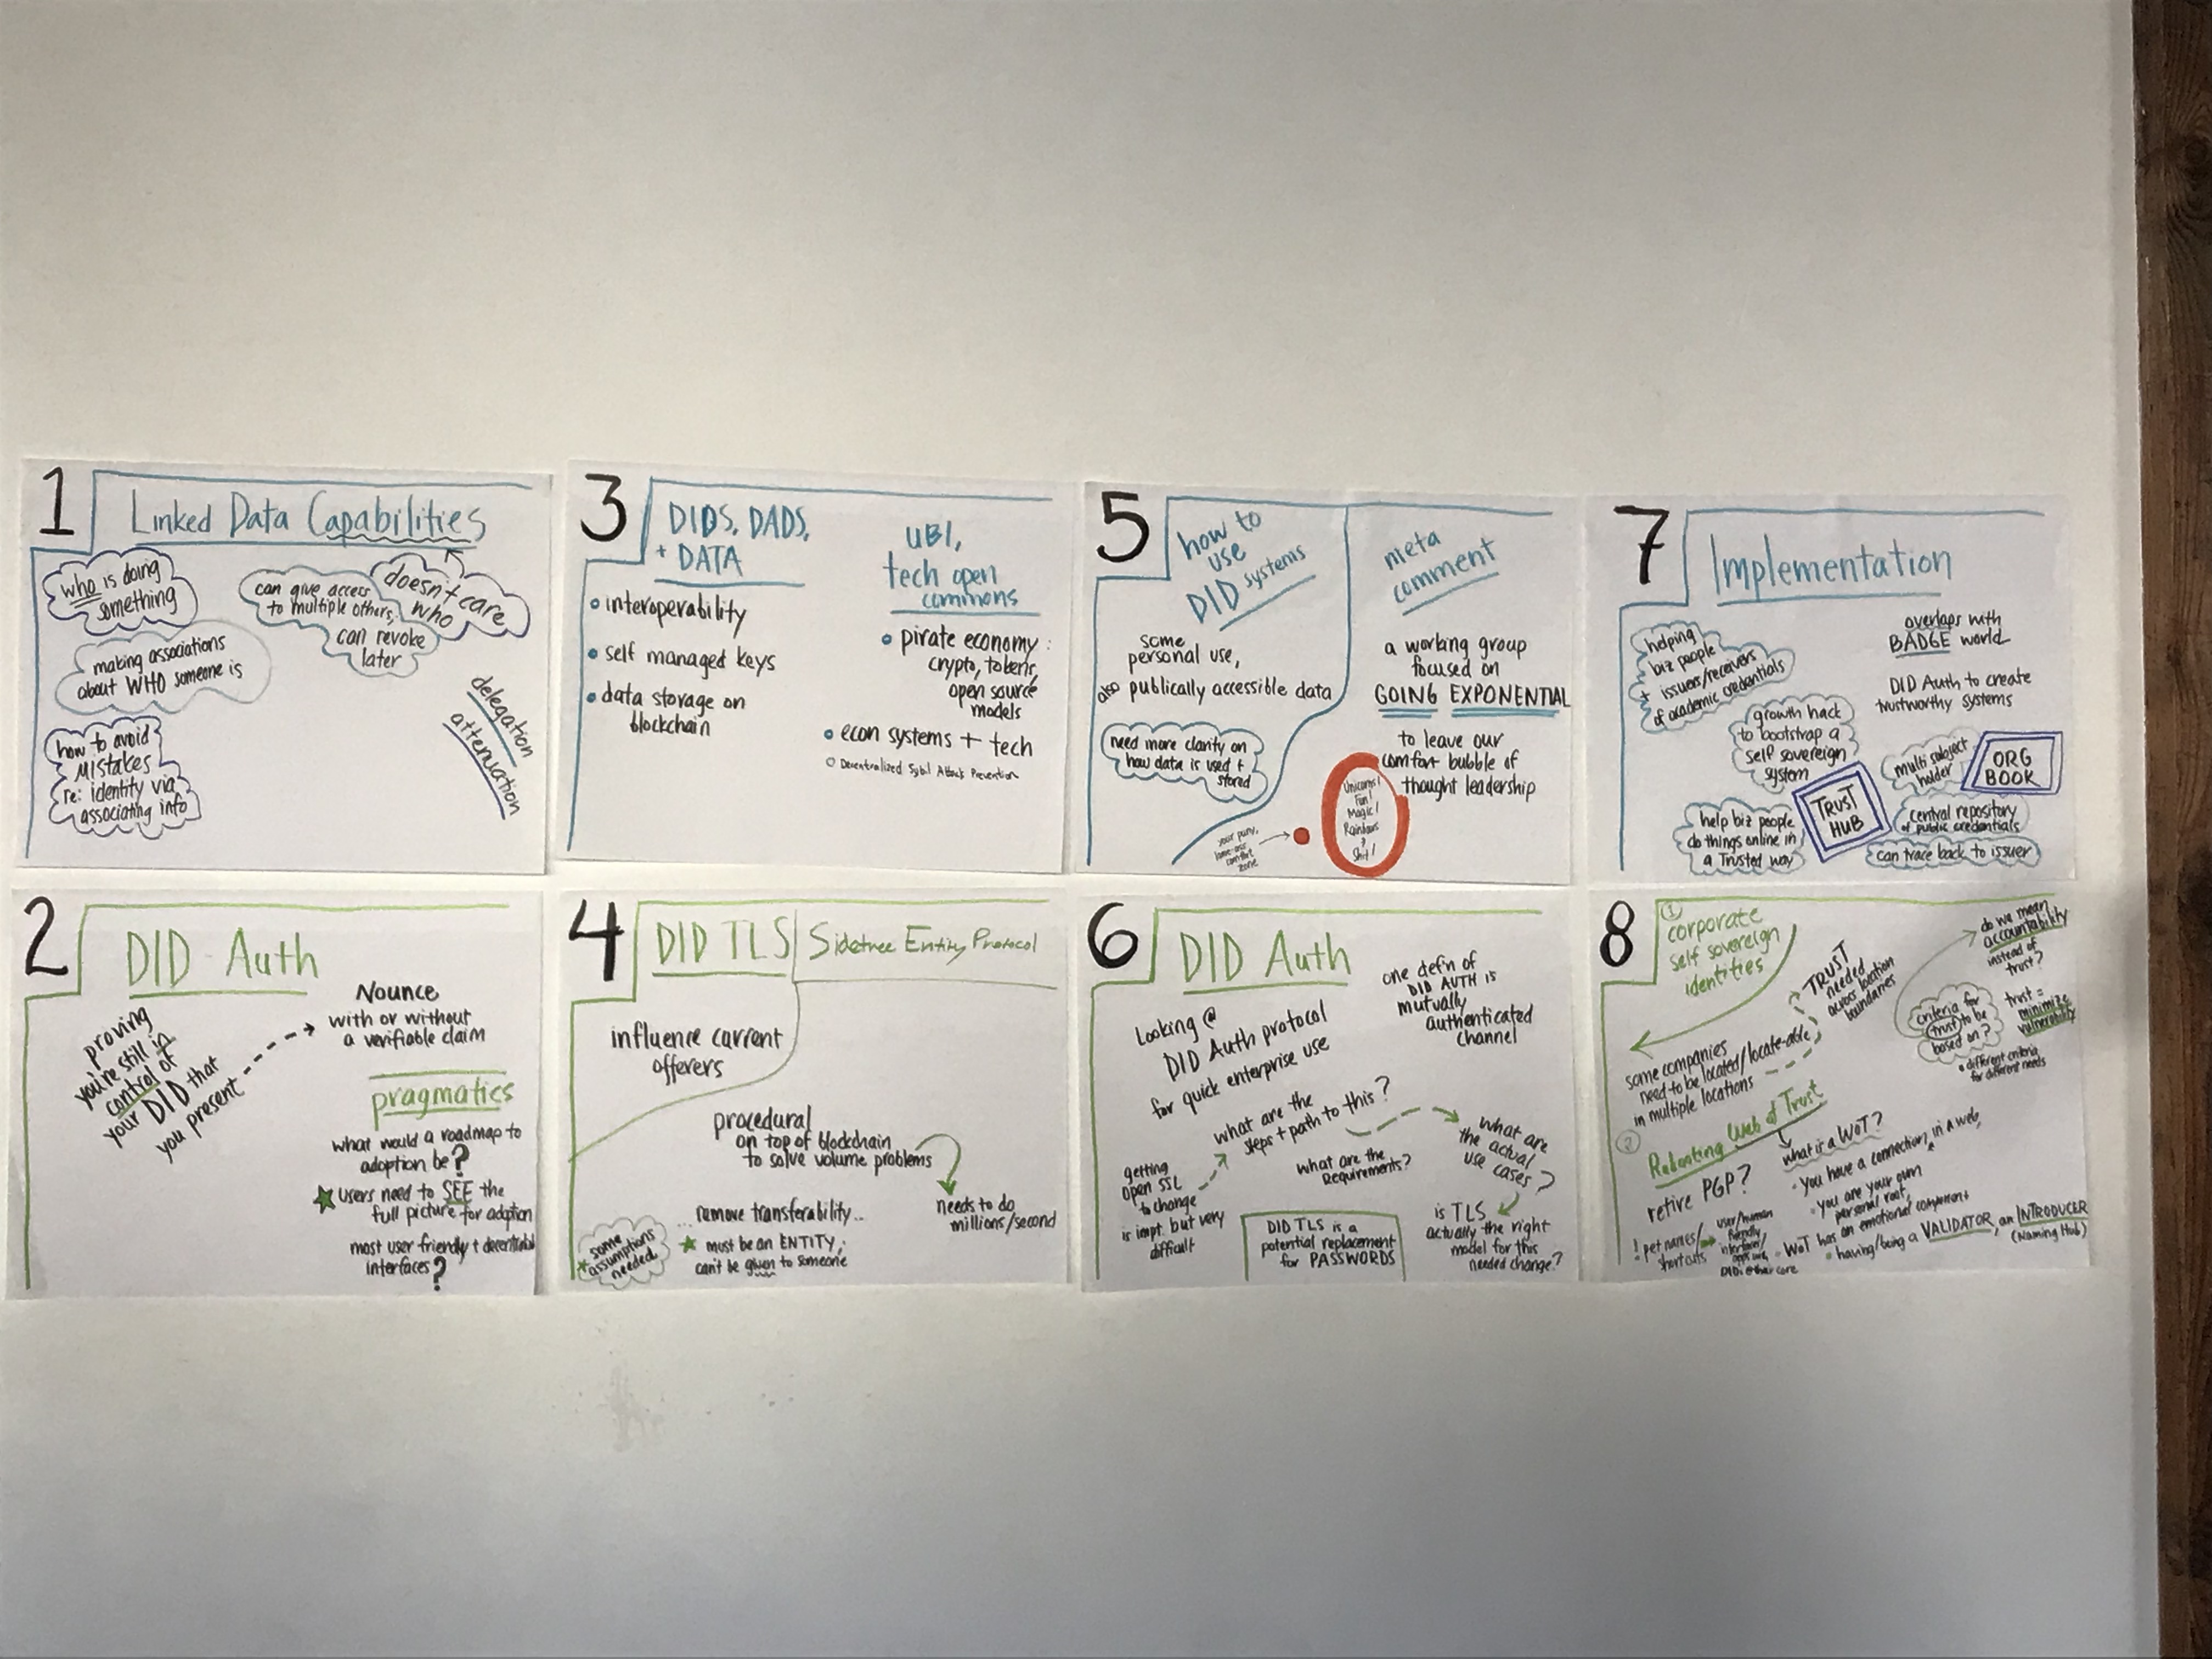 1
Linked Data Capabilities
who is doing
something
making associations
about WHO someone is
how to avoid
MISTAKES
re: identity via
associating info
can give access
to multiple others,
can revoke
later
doesn't care
who
delegation
attenuation
3
DIDS, DADS,
+ DATA
interoperability
self managed keys
data storage on
blockchain
UBI,
tech open
commons
pirate economy:
crypto, tokens,
open source
models
econ systems + tech
Decentralized Sybil Attack Prevention
5
how to
use
DID systems
some
personal use,
also publically accessible data
need more clarity on
how data is used +
stored
meta
comment
a working group
focused on
GOING EXPONENTIAL
to leave our
comfort bubble of
thought leadership
your puny,
lame-ass
comfort
zone
Unicorns!
Fun!
Magic!
Rainbows
+
Shit!
7
Implementation
helping
biz people
+ issuers/receivers
of academic credentials
growth hack
to bootstrap a
self sovereign
system
help biz people
do things online in
a Trusted way
TRUST
HUB
overlaps with
BADGE world
DID Auth to create
trustworthy systems
multi subject
holder
ORG
BOOK
central repository
of public credentials
can trace back to issuer
2
DID Auth
proving
you're still in
control of
your DID that
you present
Nounce
with or without
a verifiable claim
pragmatics
what would a roadmap to
adoption be?
users need to SEE the
full picture for adoption
most user friendly + decentralized
interfaces?
4
DID TLS
Sidetree Entity Protocol
influence current
offerers
procedural
on top of blockchain
to solve volume problems
needs to do
millions/second
some
assumptions
needed.
... remove transferability..
must be an ENTITY;
can't be given to someone
6
DID Auth
Looking @
DID Auth protocol
for quick enterprise use
one defn of
DID AUTH is
mutually
authenticated
channel
what are the
steps + path to this?
getting
open SSL
to change
is impt. but very
difficult
what are the
Requirements?
what are
the actual
use cases?
DID TLS is a
potential replacement
for PASSWORDS
is TLS
actually the right
model for this
needed change?
8
1
corporate
self sovereign
identities
some companies
need to be located/locate-able
in multiple locations
TRUST
needed
across location
boundaries
do we mean
accountability
instead of
trust?
criteria for
trust to be
based on?
trust =
minimize
vulnerability
different criteria
for different needs
2
Rebooting Web of Trust
retire PGP?
! pet names/
shortcuts
user/human
friendly
interfaces/
what is a WoT?
you have a connection, in a web,
you are your own
personal root,
WoT has an emotional component
having/being a VALIDATOR, an INTRODUCER
(Naming Hub)